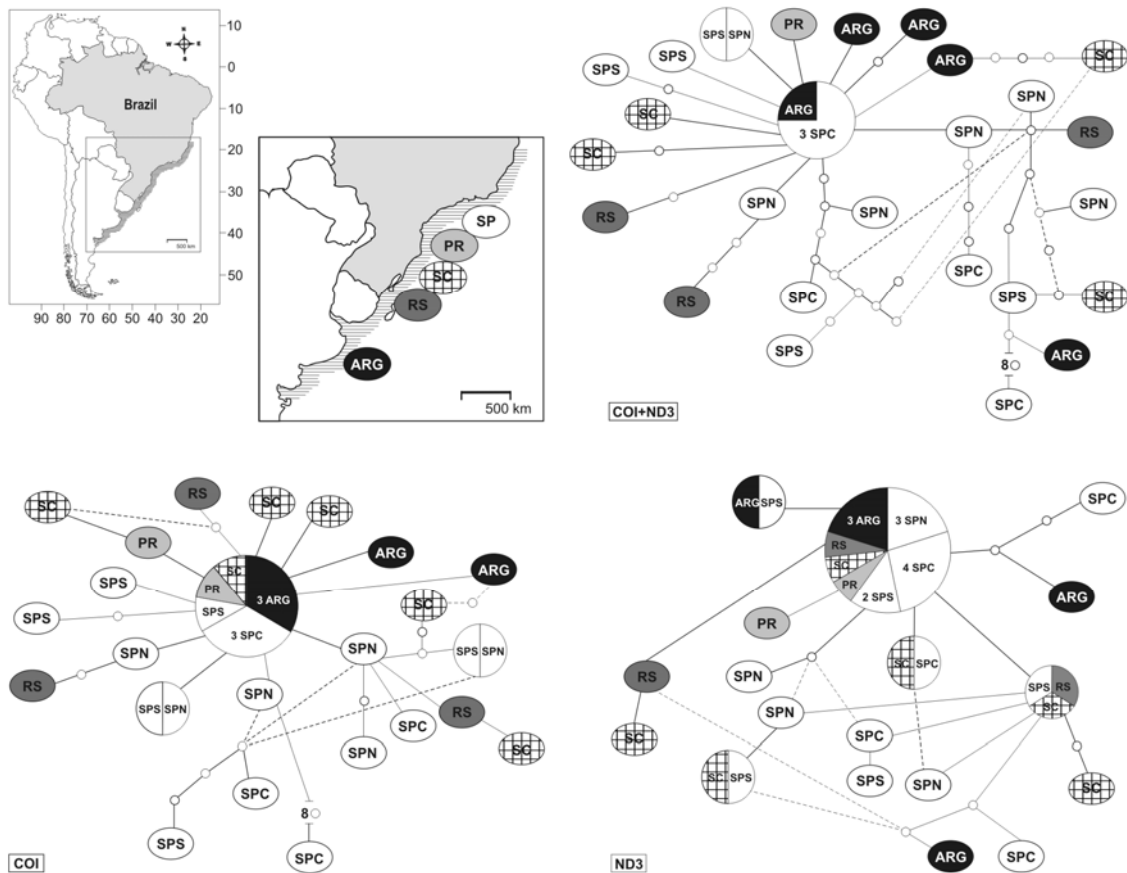 N
W E
S
Brazil
500 km
10
0
10
20
30
40
50
90 80 70 60 50 40 30 20
SP
PR
SC
RS
ARG
500 km
SPS SPN
PR
ARG
ARG
SPS
SPS
ARG
SC
SC
ARG
3 SPC
SPN
SPN
RS
SC
RS
SPN
SPN
SPN
SPC
RS
SPC
SPS
SC
SPS
ARG
8
SPC
COI+ND3
RS
SC
SC
SC
PR
ARG
SC
3 ARG
PR
SPS
3 SPC
ARG
SPS
SC
SPS
SPN
SPN
SPS SPN
RS
SPN
SPS SPN
RS
SPC
SPN
SC
SPC
8
SPS
SPC
COI
ARG SPS
3 ARG
3 SPN
RS
SC
4 SPC
PR
2 SPS
SPC
ARG
PR
SC SPC
SPN
RS
SPS RS
SC
SPN
SC
SPC
SC SPS
SPS
SPN
SC
ARG
SPC
ND3